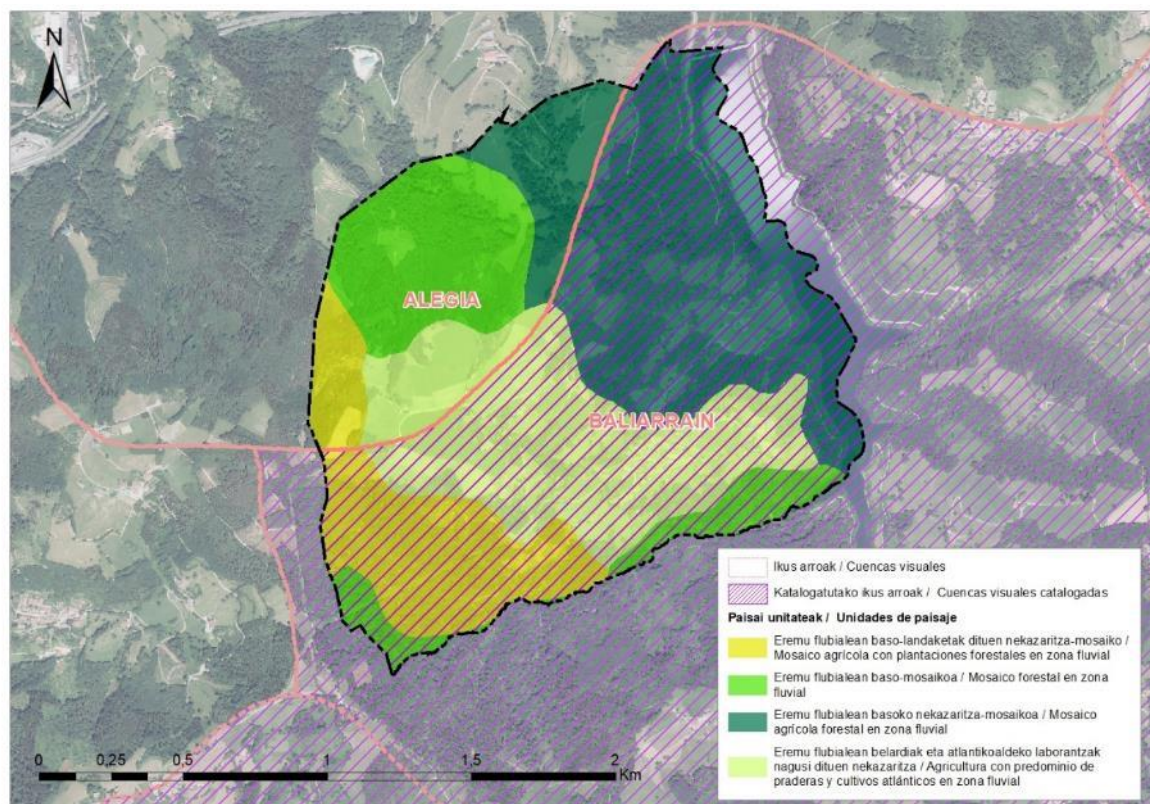 N
ALEGIA
BALIARRAIN
Ikus arroak / Cuencas visuales
Katalogatutako ikus arroak / Cuencas visuales catalogadas
Paisai unitateak / Unidades de paisaje
Eremu flubialean baso-landaketak dituen nekazaritza-mosaiko /
Mosaico agrícola con plantaciones forestales en zona fluvial
Eremu flubialean baso-mosaikoa / Mosaico forestal en zona
fluvial
Eremu flubialean basoko nekazaritza-mosaikoa / Mosaico
agrícola forestal en zona fluvial
Eremu flubialean belardiak eta atlantikoaldeko laborantzak
nagusi dituen nekazaritza / Agricultura con predominio de
praderas y cultivos atlánticos en zona fluvial
0 0,25 0,5 1 1,5 2
Km